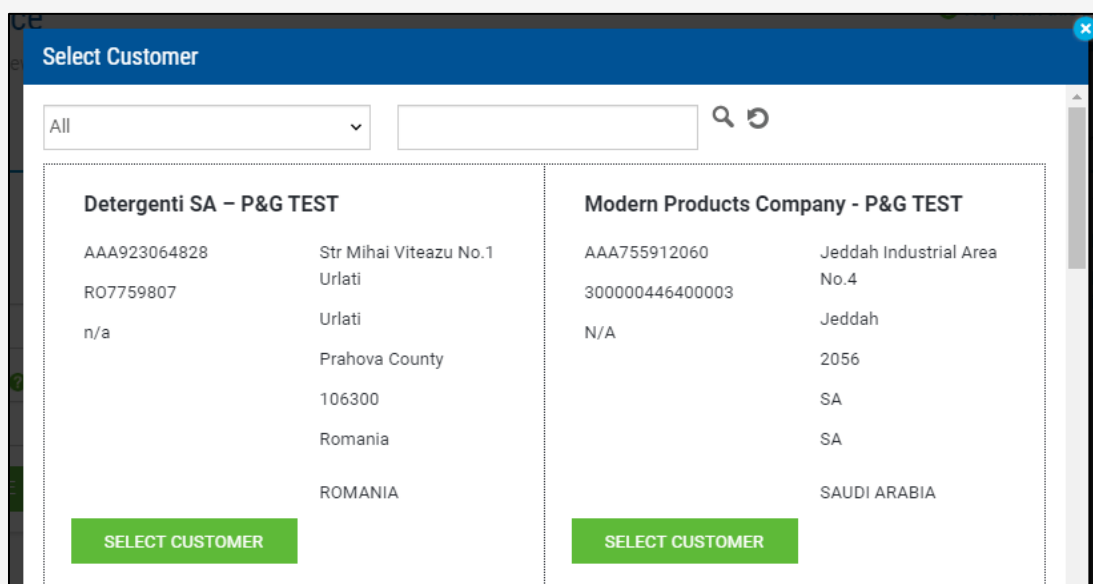 ce
Select Customer
All
Detergenti SA – P&G TEST
AAA923064828
RO7759807
n/a
Str Mihai Viteazu No.1
Urlati
Urlati
Prahova County
106300
Romania
ROMANIA
SELECT CUSTOMER
Modern Products Company - P&G TEST
AAA755912060
300000446400003
N/A
Jeddah Industrial Area
No.4
Jeddah
2056
SA
SA
SAUDI ARABIA
SELECT CUSTOMER